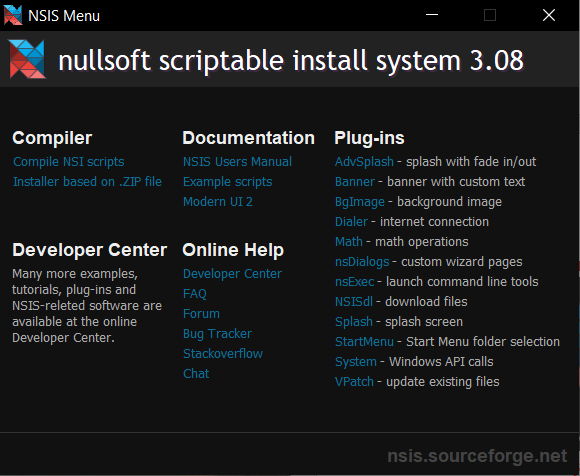 NSIS Menu
nullsoft scriptable install system 3.08
Compiler
Compile NSI scripts
Installer based on .ZIP file
Documentation
NSIS Users Manual
Example scripts
Modern UI 2
Plug-ins
AdvSplash - splash with fade in/out
Banner - banner with custom text
BgImage - background image
Dialer - internet connection
Math - math operations
nsDialogs - custom wizard pages
nsExec - launch command line tools
NSISdl - download files
Splash - splash screen
StartMenu - Start Menu folder selection
System - Windows API calls
VPatch - update existing files
Developer Center
Many more examples,
tutorials, plug-ins and
NSIS-releted software are
available at the online
Developer Center.
Online Help
Developer Center
FAQ
Forum
Bug Tracker
Stackoverflow
Chat
nsis.sourceforge.net